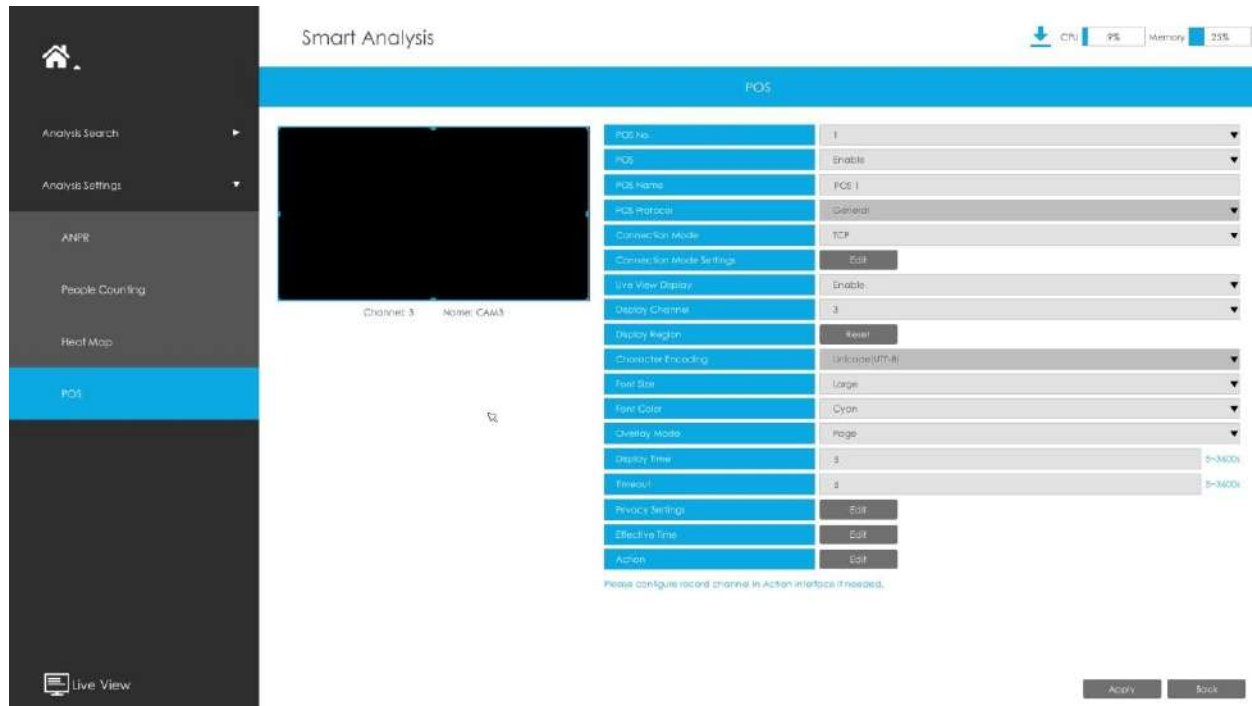 Smart Analysis
CPU 9% Memory 25%
POS
Analysis Search
Analysis Settings
ANPR
People Counting
Heat Map
POS
Live View
Channel: 3 Name: CAM3
POS No. 1
POS Enable
POS Name POS 1
POS Protocol General
Connection Mode TCP
Connection Mode Settings Edit
Live View Display Enable
Display Channel 3
Display Region Reset
Character Encoding Unicode(UTF-8)
Font Size Large
Font Color Cyan
Overlay Mode Page
Display Time 5 5~3600s
Timeout 5 5~3600s
Privacy Settings Edit
Effective Time Edit
Action Edit
Please configure record channel in Action interface if needed.
Apply Back